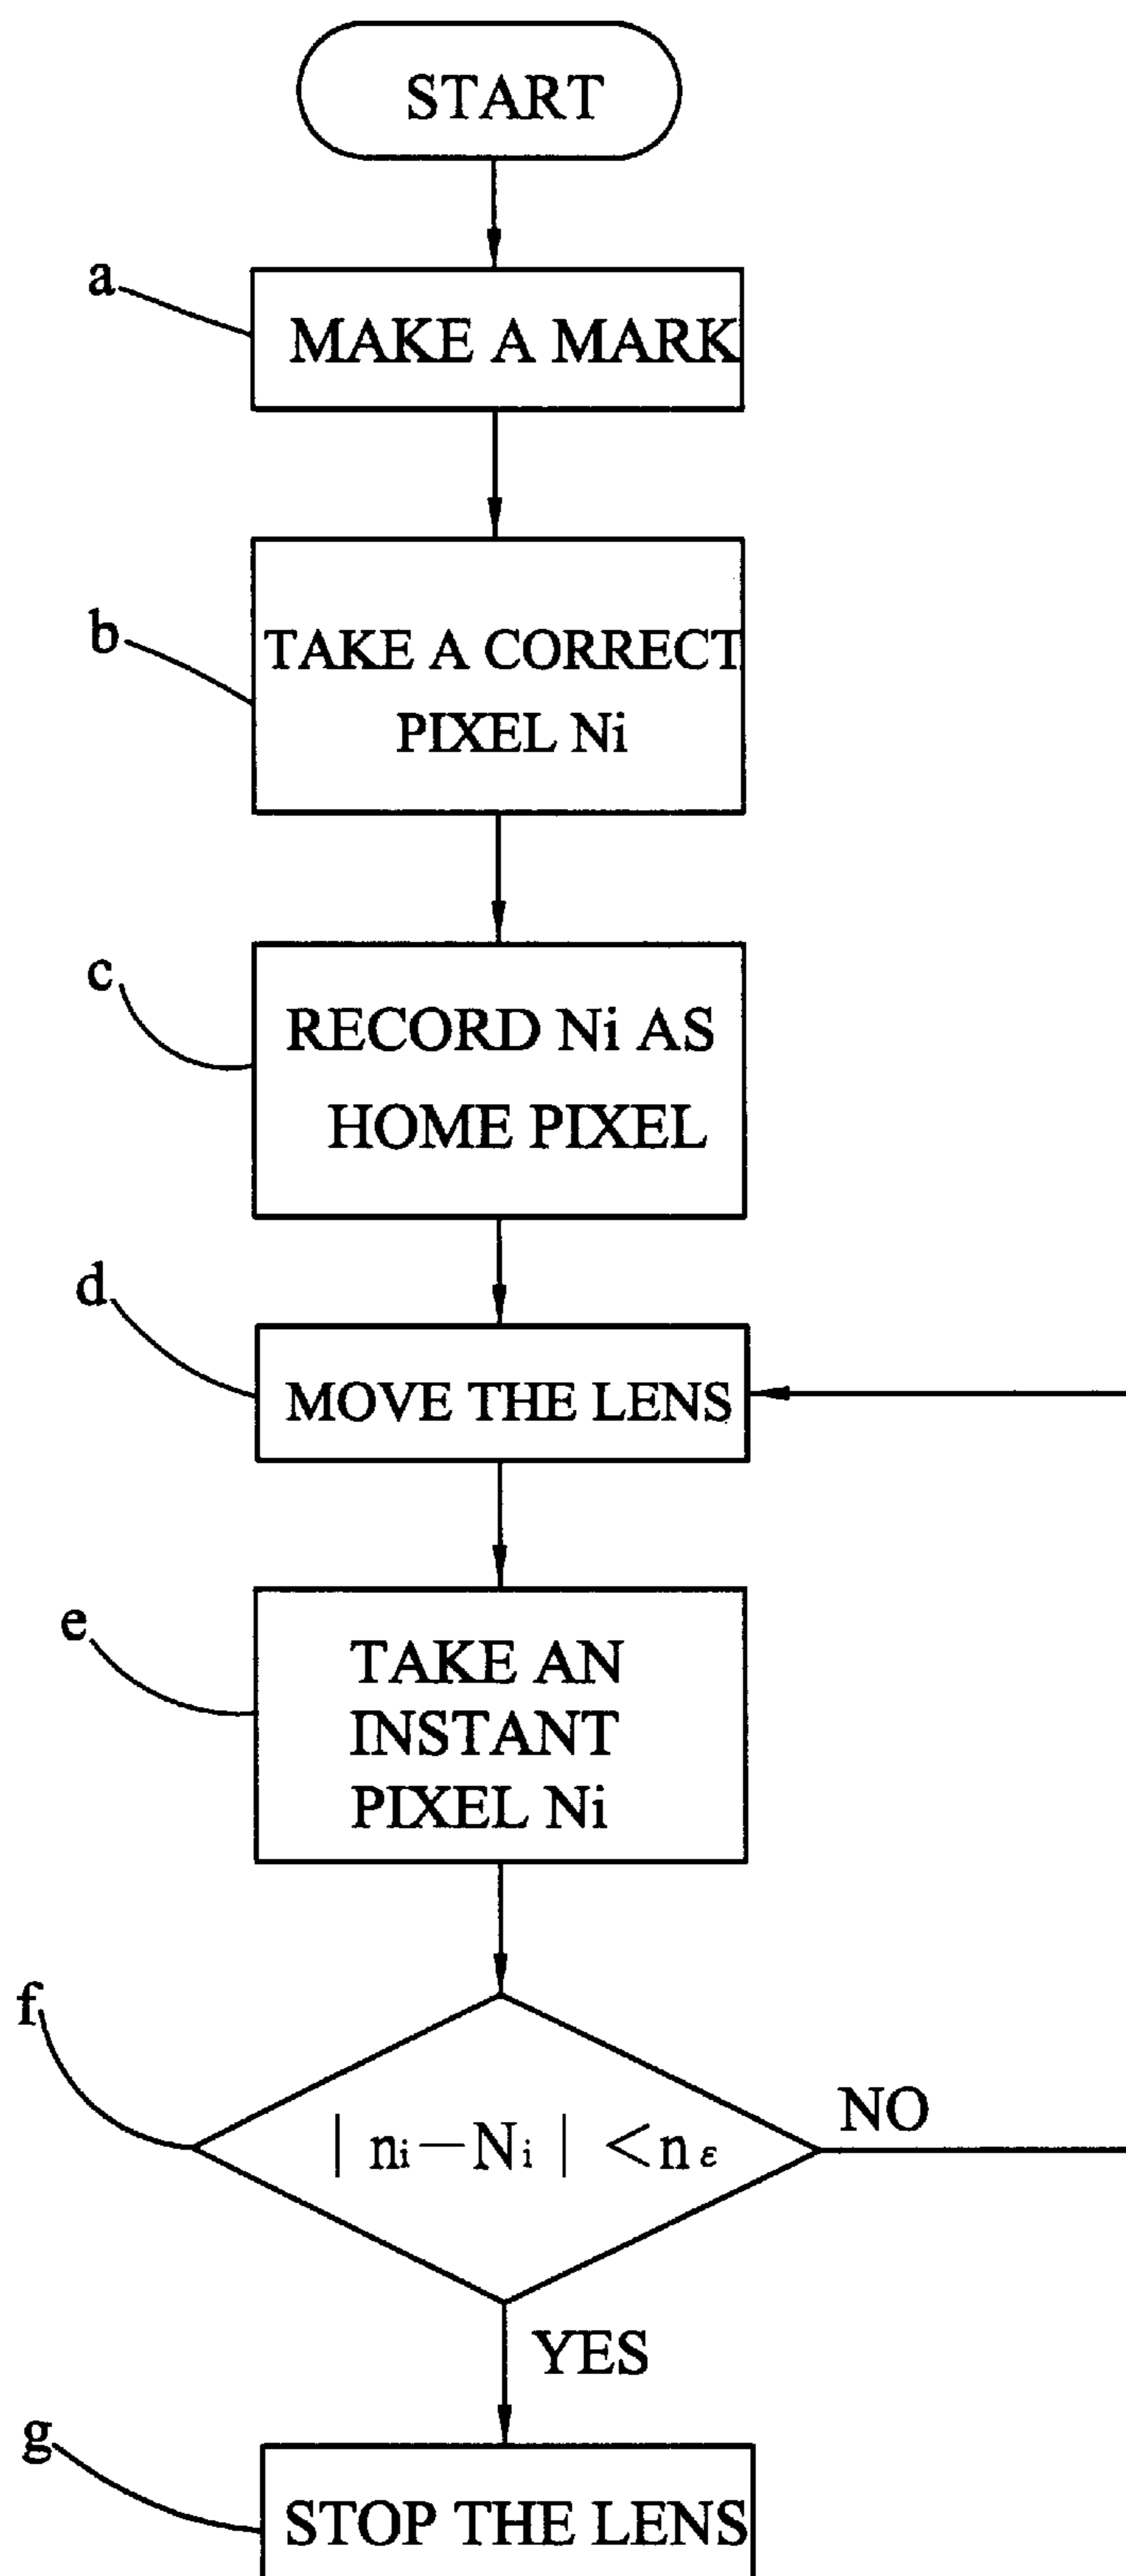 START
a
MAKE A MARK
b
TAKE A CORRECT
PIXEL Ni
c
RECORD Ni AS
HOME PIXEL
d
MOVE THE LENS
e
TAKE AN
INSTANT
PIXEL Ni
f
| ni－Ni | ＜nε
NO
YES
g
STOP THE LENS